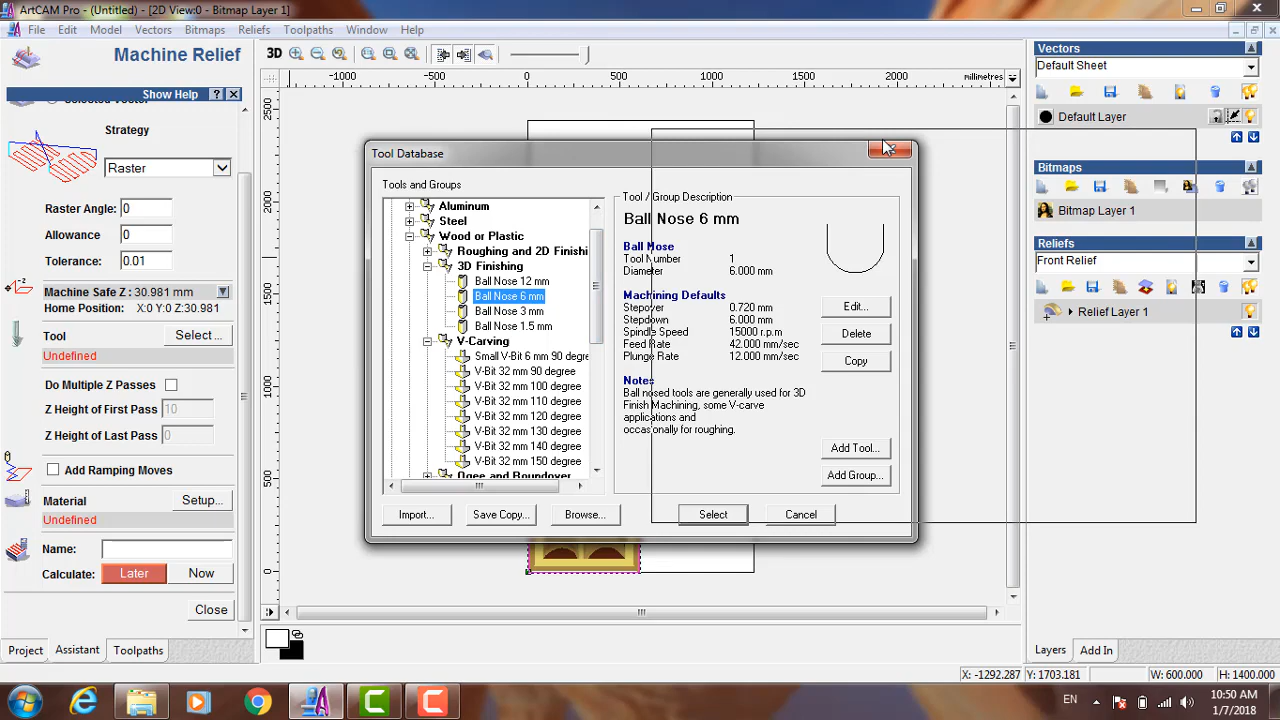 ArtCAM Pro - (Untitled) - [2D View:0 - Bitmap Layer 1]
File Edit Model Vectors Bitmaps Reliefs Toolpaths Window Help
Machine Relief
Show Help ? ×
Selected Vector
Strategy
Raster
Raster Angle: 0
Allowance 0
Tolerance: 0.01
Machine Safe Z: 30.981 mm
Home Position: X:0 Y:0 Z:30.981
Tool Select...
Undefined
Do Multiple Z Passes
Z Height of First Pass 10
Z Height of Last Pass 0
Add Ramping Moves
Material Setup...
Undefined
Name:
Calculate: Later Now
Close
Project Assistant Toolpaths
3D
-1000 -500 0 500 1000 1500 2000 millimetres
2500
2000
1500
1000
500
0
Tool Database
Tools and Groups
Aluminum
Steel
Wood or Plastic
Roughing and 2D Finishi
3D Finishing
Ball Nose 12 mm
Ball Nose 6 mm
Ball Nose 3 mm
Ball Nose 1.5 mm
V-Carving
Small V-Bit 6 mm 90 degre
V-Bit 32 mm 90 degree
V-Bit 32 mm 100 degree
V-Bit 32 mm 110 degree
V-Bit 32 mm 120 degree
V-Bit 32 mm 130 degree
V-Bit 32 mm 140 degree
V-Bit 32 mm 150 degree
Ogee and Roundover
Tool / Group Description
Ball Nose 6 mm
Ball Nose
Tool Number 1
Diameter 6.000 mm
Machining Defaults
Stepover 0.720 mm
Stepdown 6.000 mm
Spindle Speed 15000 r.p.m
Feed Rate 42.000 mm/sec
Plunge Rate 12.000 mm/sec
Notes
Ball nosed tools are generally used for 3D
Finish Machining, some V-carve
applications and
occasionally for roughing.
Edit...
Delete
Copy
Add Tool...
Add Group...
Import... Save Copy... Browse... Select Cancel
Vectors
Default Sheet
Default Layer
Bitmaps
Bitmap Layer 1
Reliefs
Front Relief
Relief Layer 1
Layers Add In
X: -1292.287 Y: 1703.181 W: 600.000 H: 1400.000
EN
10:50 AM
1/7/2018